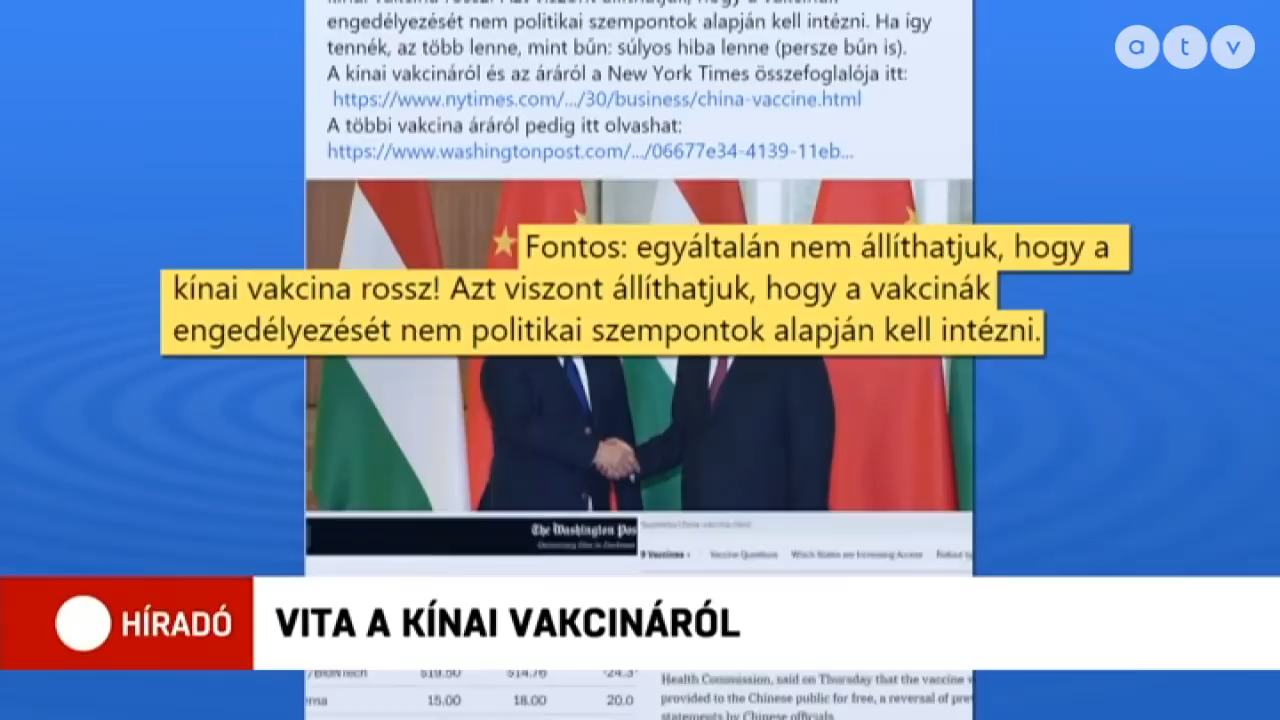 engedélyezését nem politikai szempontok alapján kell intézni. Ha így
tennék, az több lenne, mint bűn: súlyos hiba lenne (persze bűn is).
A kínai vakcináról és az áráról a New York Times összefoglalója itt:
https://www.nytimes.com/.../30/business/china-vaccine.html
A többi vakcina áráról pedig itt olvashat:
https://www.washingtonpost.com/.../06677e34-4139-11eb...
atv
Fontos: egyáltalán nem állíthatjuk, hogy a
kínai vakcina rossz! Azt viszont állíthatjuk, hogy a vakcinák
engedélyezését nem politikai szempontok alapján kell intézni.
The Washington Pos
9 Vaccines
Vaccine Questions
Which States are Increasing Access
HÍRADÓ
VITA A KÍNAI VAKCINÁRÓL
15.00 18.00 20.0
Health Commission, said on Thursday that the vaccine
provided to the Chinese public for free, a reversal of
statements by Chinese officials.